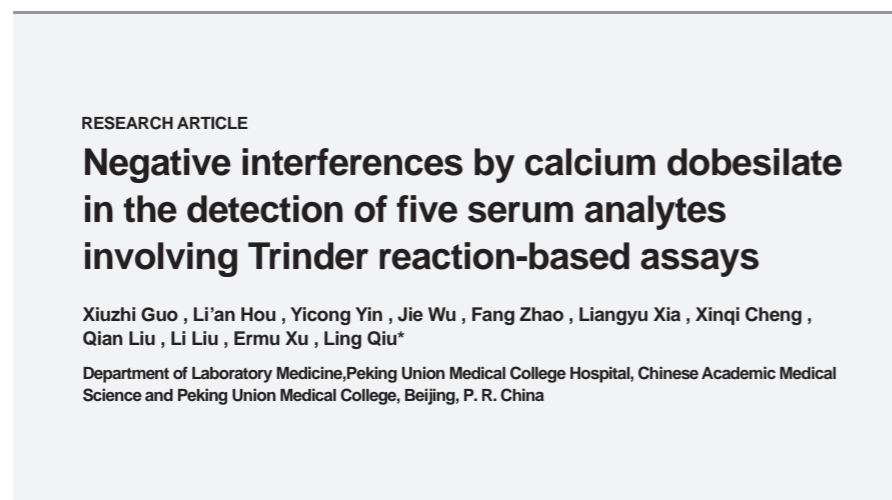 RESEARCH ARTICLE
Negative interferences by calcium dobesilate
in the detection of five serum analytes
involving Trinder reaction-based assays
Xiuzhi Guo , Li’an Hou , Yicong Yin , Jie Wu , Fang Zhao , Liangyu Xia , Xinqi Cheng ,
Qian Liu , Li Liu , Ermu Xu , Ling Qiu*
Department of Laboratory Medicine,Peking Union Medical College Hospital, Chinese Academic Medical
Science and Peking Union Medical College, Beijing, P. R. China